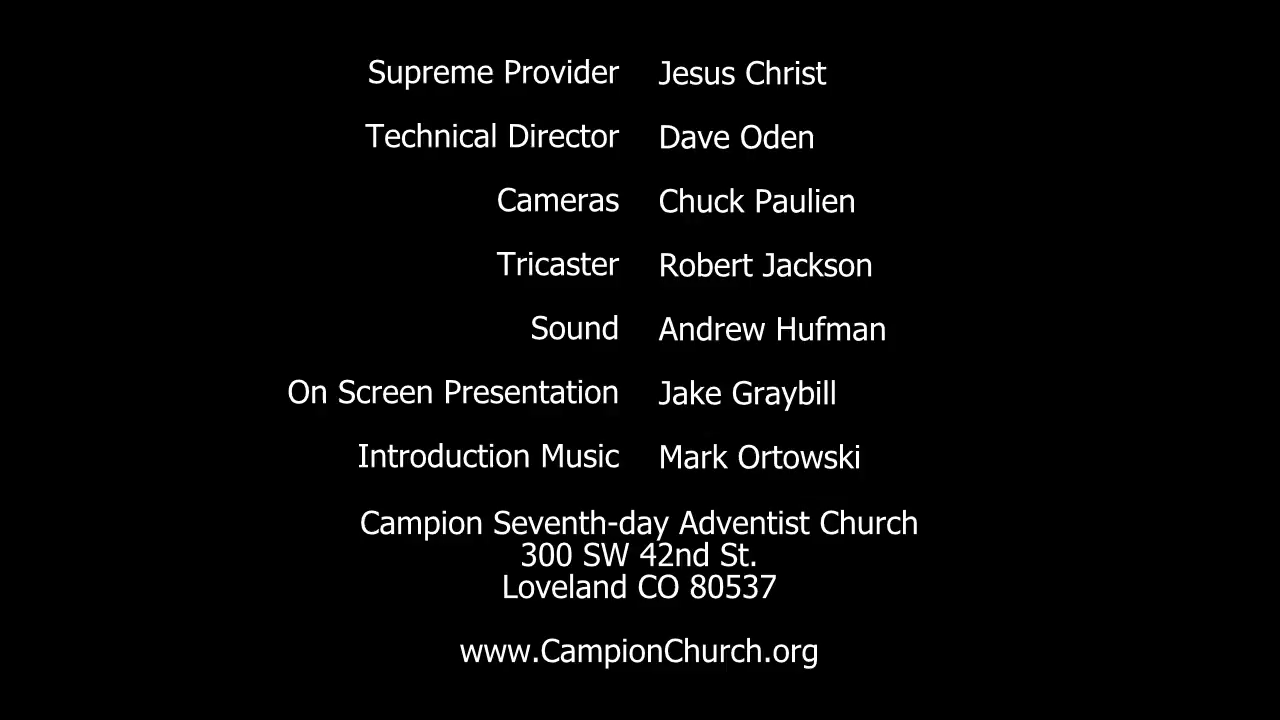 Supreme Provider Jesus Christ
Technical Director Dave Oden
Cameras Chuck Paulien
Tricaster Robert Jackson
Sound Andrew Hufman
On Screen Presentation Jake Graybill
Introduction Music Mark Ortowski
Campion Seventh-day Adventist Church
300 SW 42nd St.
Loveland CO 80537
www.CampionChurch.org